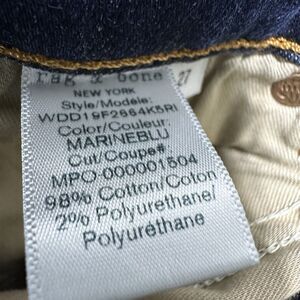 rag & bone 27
NEW YORK
Style/Modele:
WDD19F2664K5RI
Color/Couleur:
MARINEBLU
Cut/Coupe#
MPO 000001504
98% Cotton/Coton
2% Polyurethane/
Polyurethane